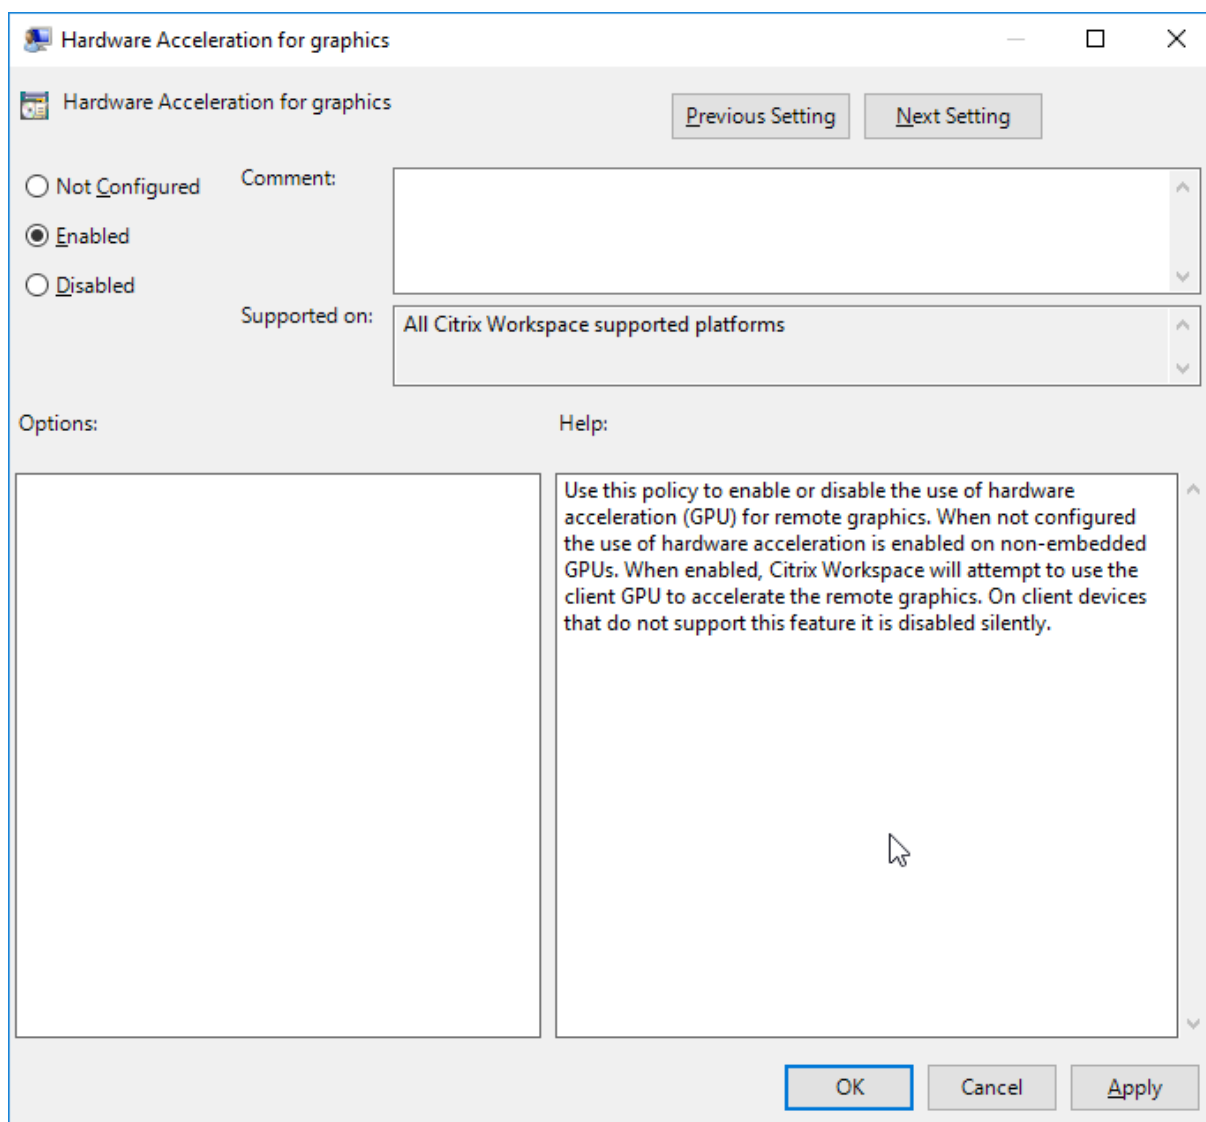 Hardware Acceleration for graphics
Hardware Acceleration for graphics
Previous Setting
Next Setting
Not Configured
Comment:
Enabled
Disabled
Supported on:
All Citrix Workspace supported platforms
Options:
Help:
Use this policy to enable or disable the use of hardware
acceleration (GPU) for remote graphics. When not configured
the use of hardware acceleration is enabled on non-embedded
GPUs. When enabled, Citrix Workspace will attempt to use the
client GPU to accelerate the remote graphics. On client devices
that do not support this feature it is disabled silently.
OK
Cancel
Apply